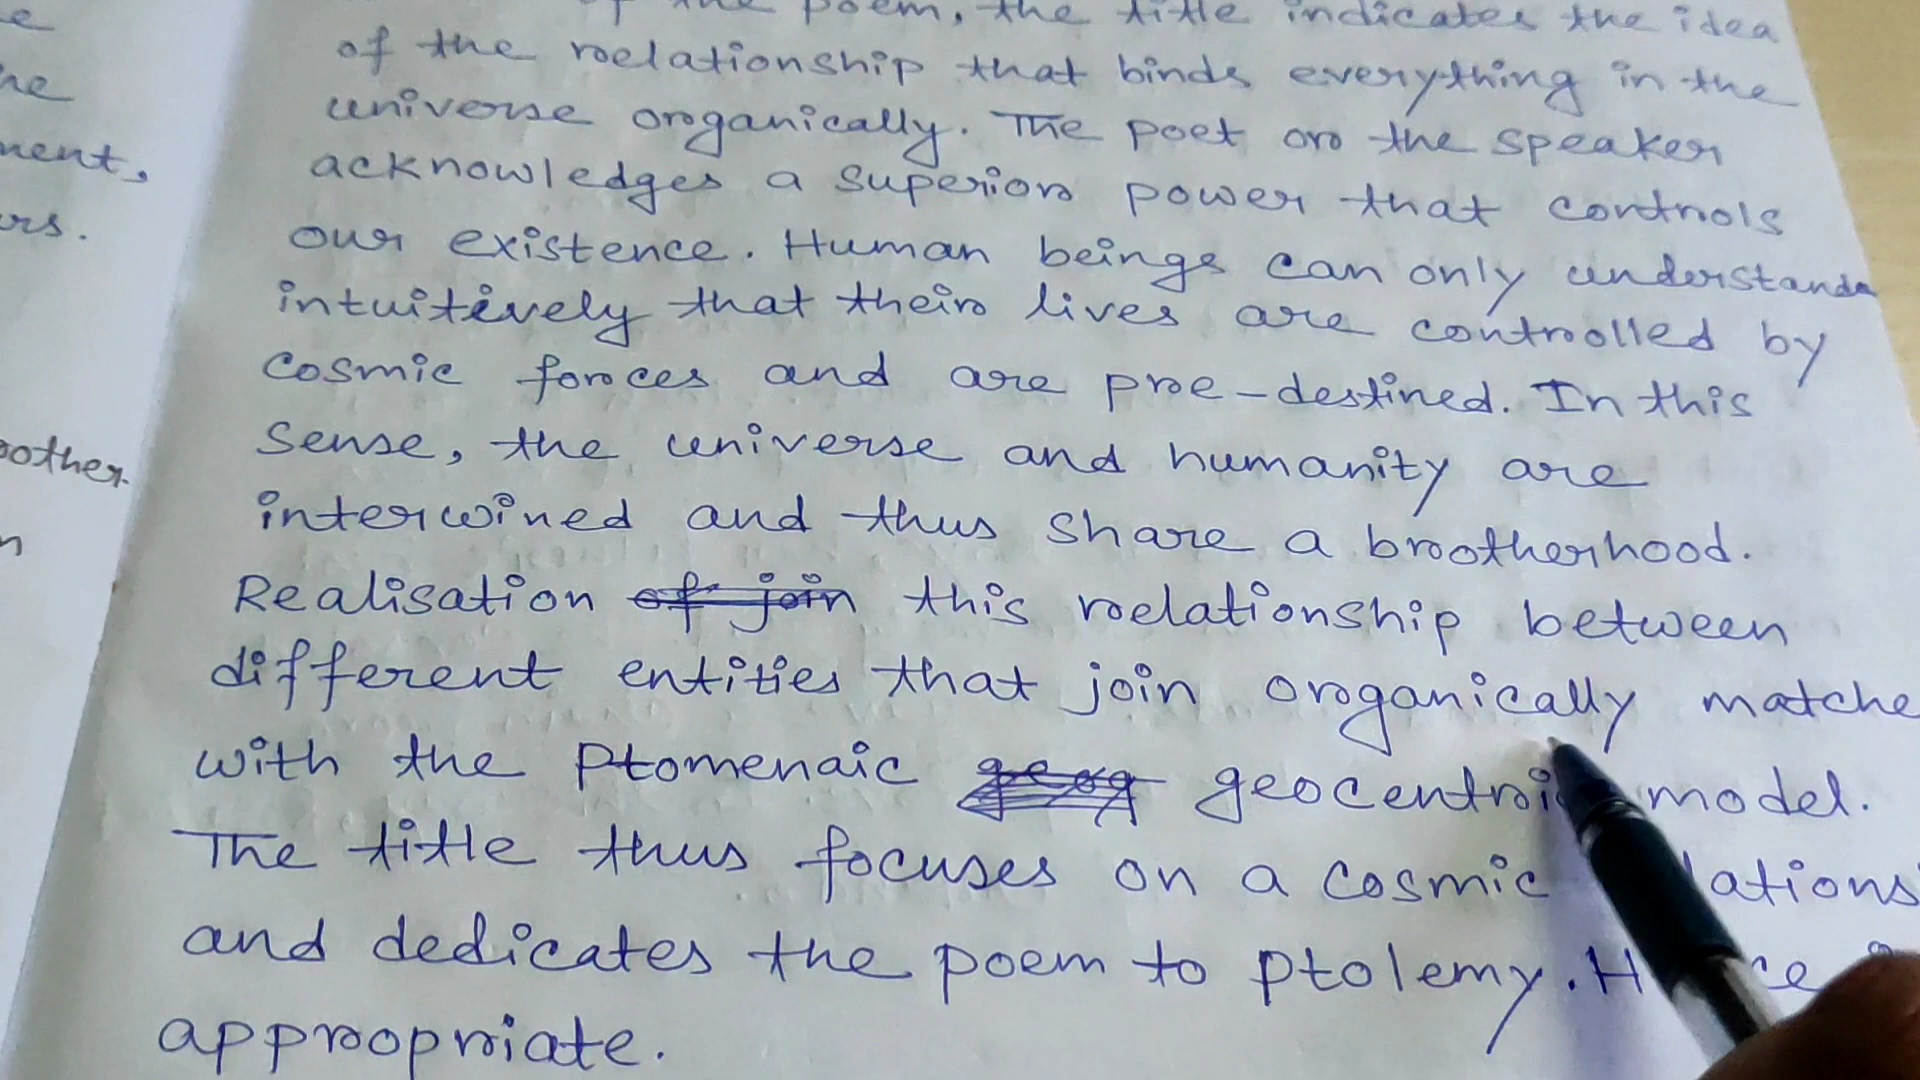 poem, the title indicates the idea
of the relationship that binds everything in the
universe organically. The poet or the speaker
acknowledges a superior power that controls
our existence. Human beings can only understand
intuitively that their lives are controlled by
cosmic forces and are pre-destined. In this
sense, the universe and humanity are
interwined and thus share a brotherhood.
Realisation of join this relationship between
different entities that join organically matche
with the Ptomenaic geocentric model.
The title thus focuses on a cosmic lations
and dedicates the poem to ptolemy.
appropriate.
ment,
other